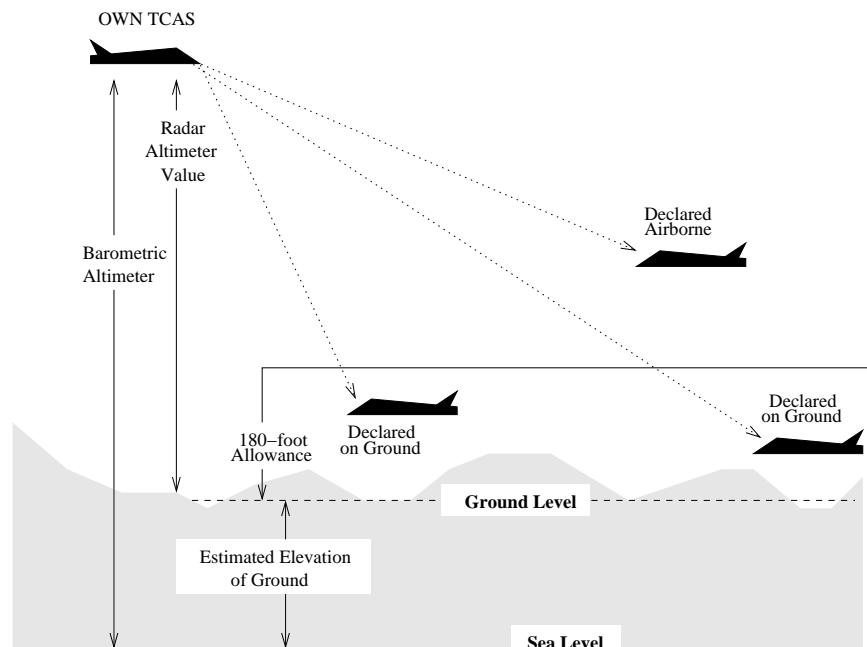 OWN TCAS
Radar
Altimeter
Value
Barometric
Altimeter
Declared
Airborne
Declared
on Ground
Declared
on Ground
180−foot
Allowance
Ground Level
Estimated Elevation
of Ground
Sea Level